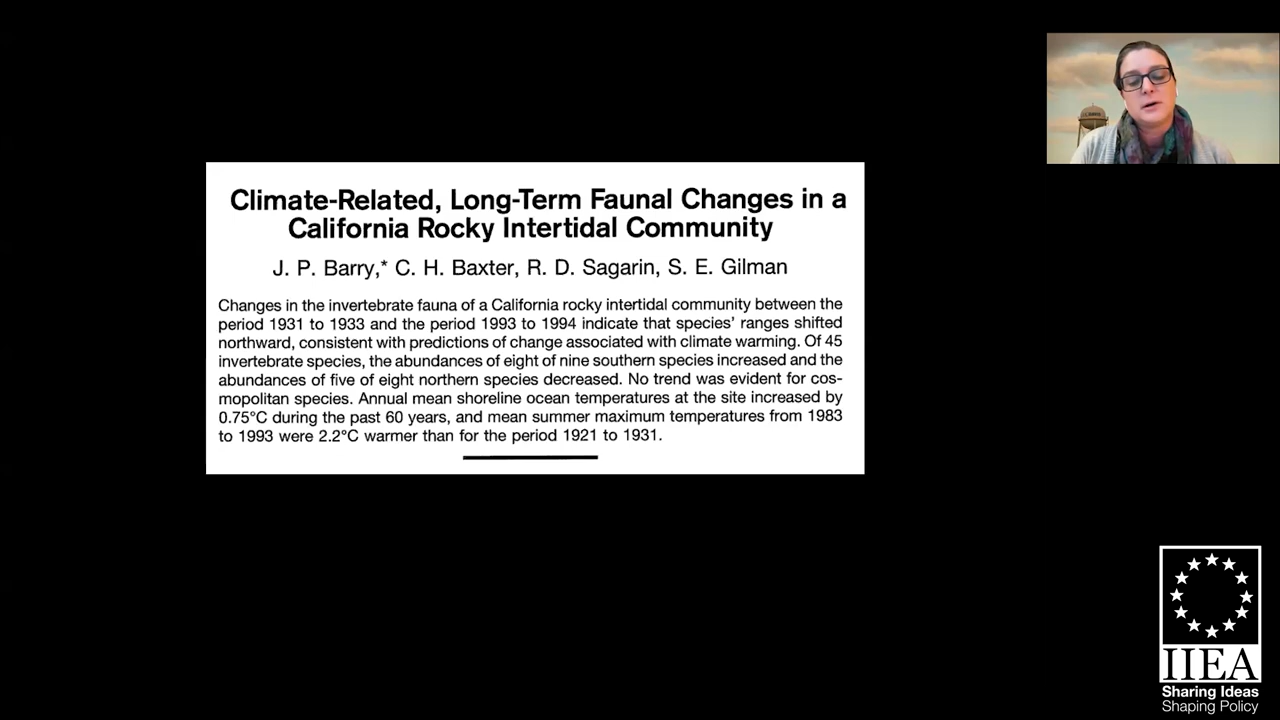 Climate-Related, Long-Term Faunal Changes in a
California Rocky Intertidal Community
J. P. Barry,* C. H. Baxter, R. D. Sagarin, S. E. Gilman
Changes in the invertebrate fauna of a California rocky intertidal community between the
period 1931 to 1933 and the period 1993 to 1994 indicate that species' ranges shifted
northward, consistent with predictions of change associated with climate warming. Of 45
invertebrate species, the abundances of eight of nine southern species increased and the
abundances of five of eight northern species decreased. No trend was evident for cos-
mopolitan species. Annual mean shoreline ocean temperatures at the site increased by
0.75°C during the past 60 years, and mean summer maximum temperatures from 1983
to 1993 were 2.2°C warmer than for the period 1921 to 1931.
IIEA
Sharing Ideas
Shaping Policy